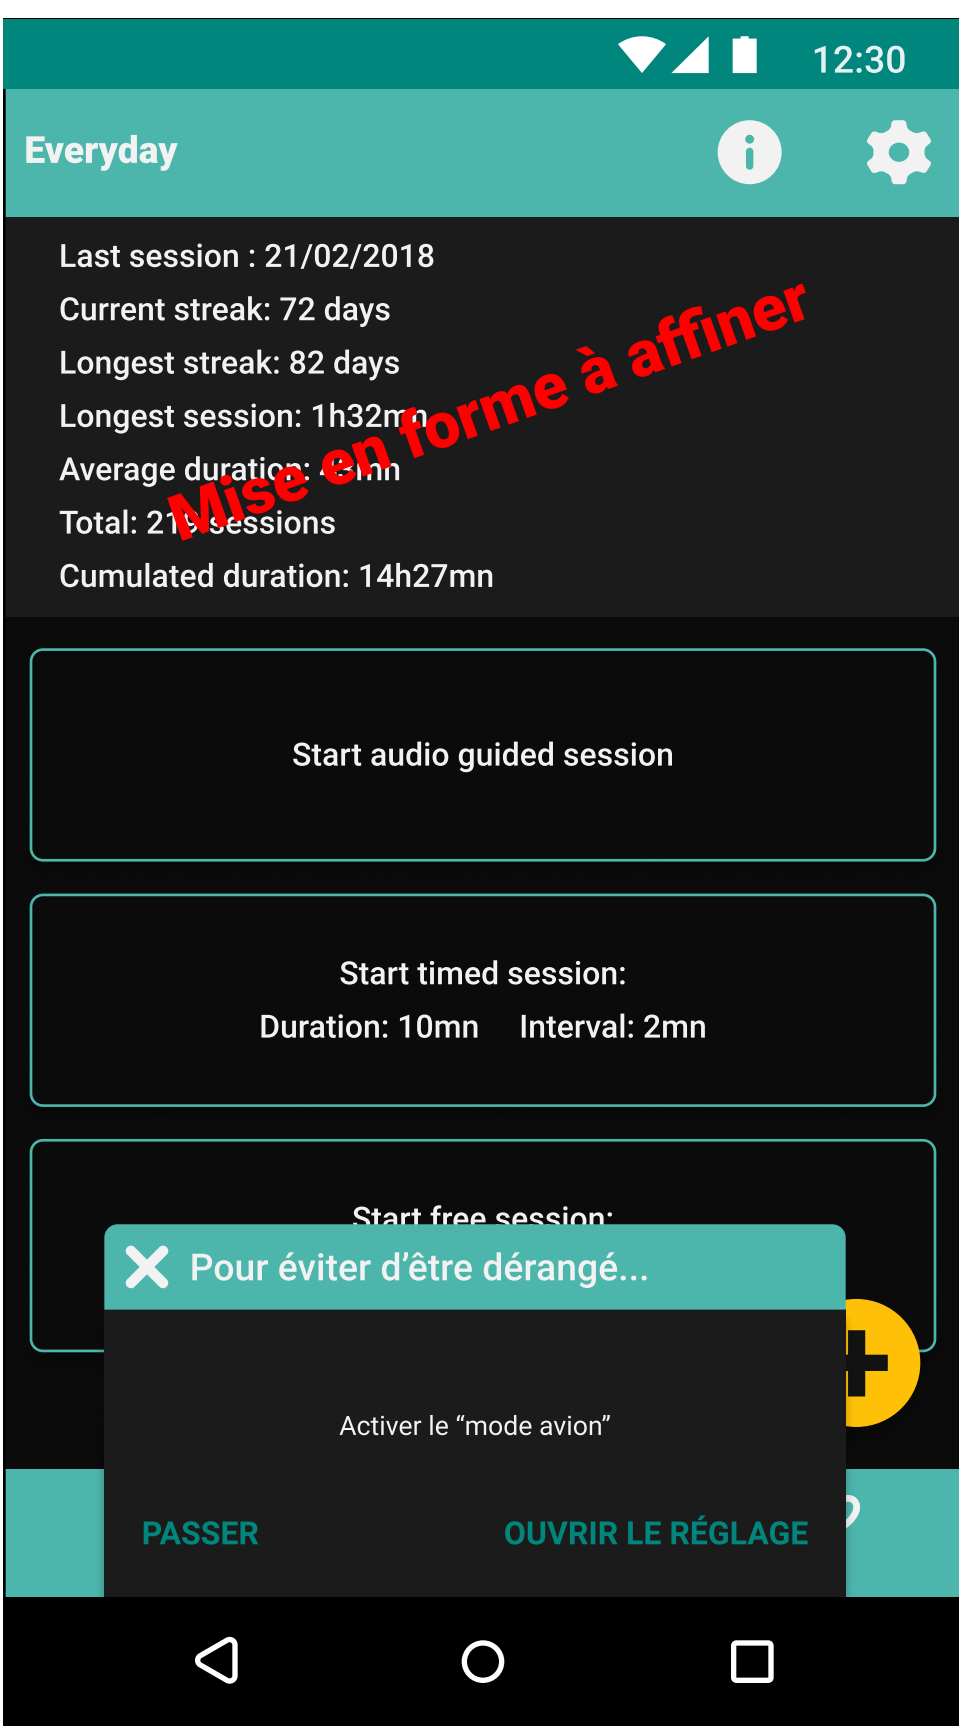 12:30
Everyday
Last session : 21/02/2018
Current streak: 72 days
Longest streak: 82 days
Longest session: 1h32mn
Average duration: 43mn
Total: 219 sessions
Cumulated duration: 14h27mn
Mise en forme à affiner
Start audio guided session
Start timed session:
Duration: 10mn Interval: 2mn
Start free session:
Pour éviter d’être dérangé...
Activer le “mode avion”
PASSER OUVRIR LE RÉGLAGE